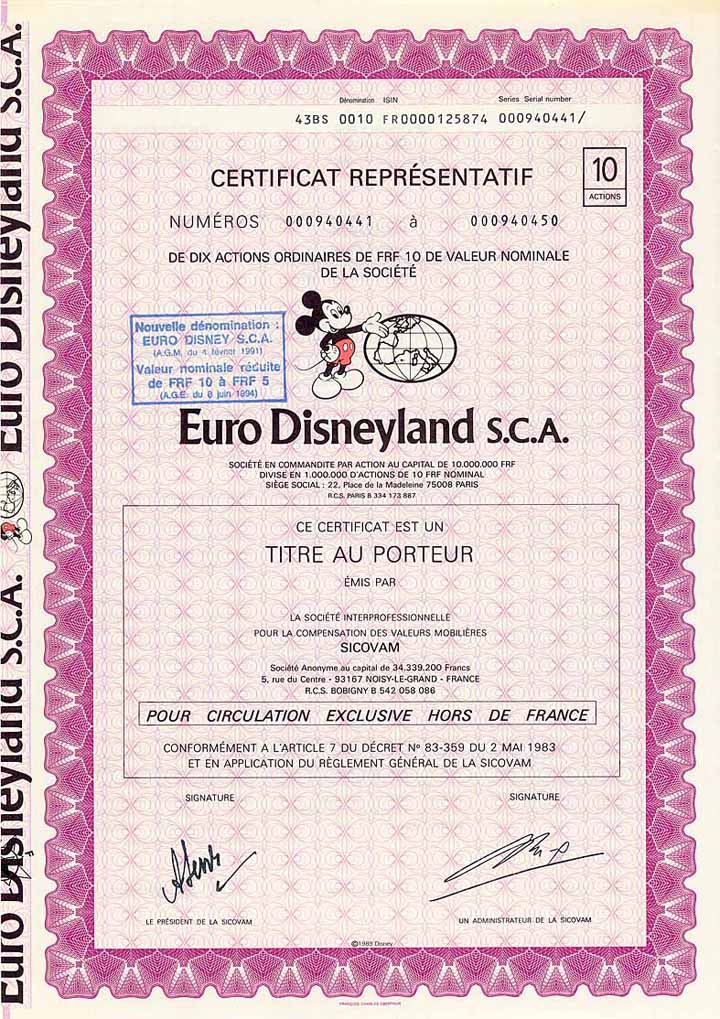 Dénomination ISIN Series Serial number
43BS 0010 FR0000125874 000940441/
CERTIFICAT REPRÉSENTATIF
10
ACTIONS
NUMÉROS 000940441 à 000940450
DE DIX ACTIONS ORDINAIRES DE FRF 10 DE VALEUR NOMINALE
DE LA SOCIÉTÉ
Nouvelle dénomination :
EURO DISNEY S.C.A.
(A.G.M. du 4 février 1991)
Valeur nominale réduite
de FRF 10 à FRF 5
(A.G.E. du 8 juin 1994)
Euro Disneyland S.C.A.
SOCIÉTÉ EN COMMANDITE PAR ACTION AU CAPITAL DE 10.000.000 FRF
DIVISE EN 1.000.000 D'ACTIONS DE 10 FRF NOMINAL
SIÈGE SOCIAL : 22, Place de la Madeleine 75008 PARIS
R.C.S. PARIS B 334 173 887
CE CERTIFICAT EST UN
TITRE AU PORTEUR
ÉMIS PAR
LA SOCIÉTÉ INTERPROFESSIONNELLE
POUR LA COMPENSATION DES VALEURS MOBILIÈRES
SICOVAM
Société Anonyme au capital de 34.339.200 Francs
5, rue du Centre - 93167 NOISY-LE-GRAND - FRANCE
R.C.S. BOBIGNY B 542 058 086
POUR CIRCULATION EXCLUSIVE HORS DE FRANCE
CONFORMÉMENT A L'ARTICLE 7 DU DÉCRET Nº 83-359 DU 2 MAI 1983
ET EN APPLICATION DU RÈGLEMENT GÉNÉRAL DE LA SICOVAM
SIGNATURE SIGNATURE
LE PRÉSIDENT DE LA SICOVAM UN ADMINISTRATEUR DE LA SICOVAM
©1989 Disney
Euro Disneyland S.C.A.
Euro Disneyland S.C.A.